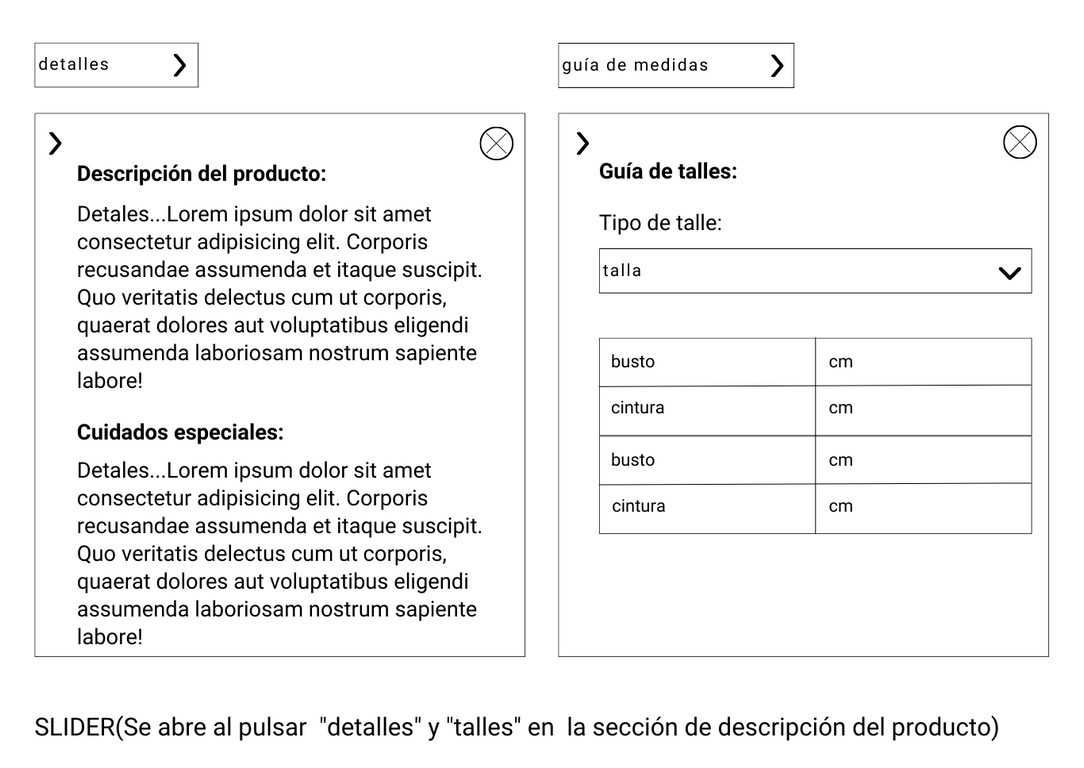 detalles
guía de medidas
Descripción del producto:
Detales...Lorem ipsum dolor sit amet
consectetur adipisicing elit. Corporis
recusandae assumenda et itaque suscipit.
Quo veritatis delectus cum ut corporis,
quaerat dolores aut voluptatibus eligendi
assumenda laboriosam nostrum sapiente
labore!
Cuidados especiales:
Detales...Lorem ipsum dolor sit amet
consectetur adipisicing elit. Corporis
recusandae assumenda et itaque suscipit.
Quo veritatis delectus cum ut corporis,
quaerat dolores aut voluptatibus eligendi
assumenda laboriosam nostrum sapiente
labore!
Guía de talles:
Tipo de talle:
talla
busto cm
cintura cm
busto cm
cintura cm
SLIDER(Se abre al pulsar "detalles" y "talles" en la sección de descripción del producto)